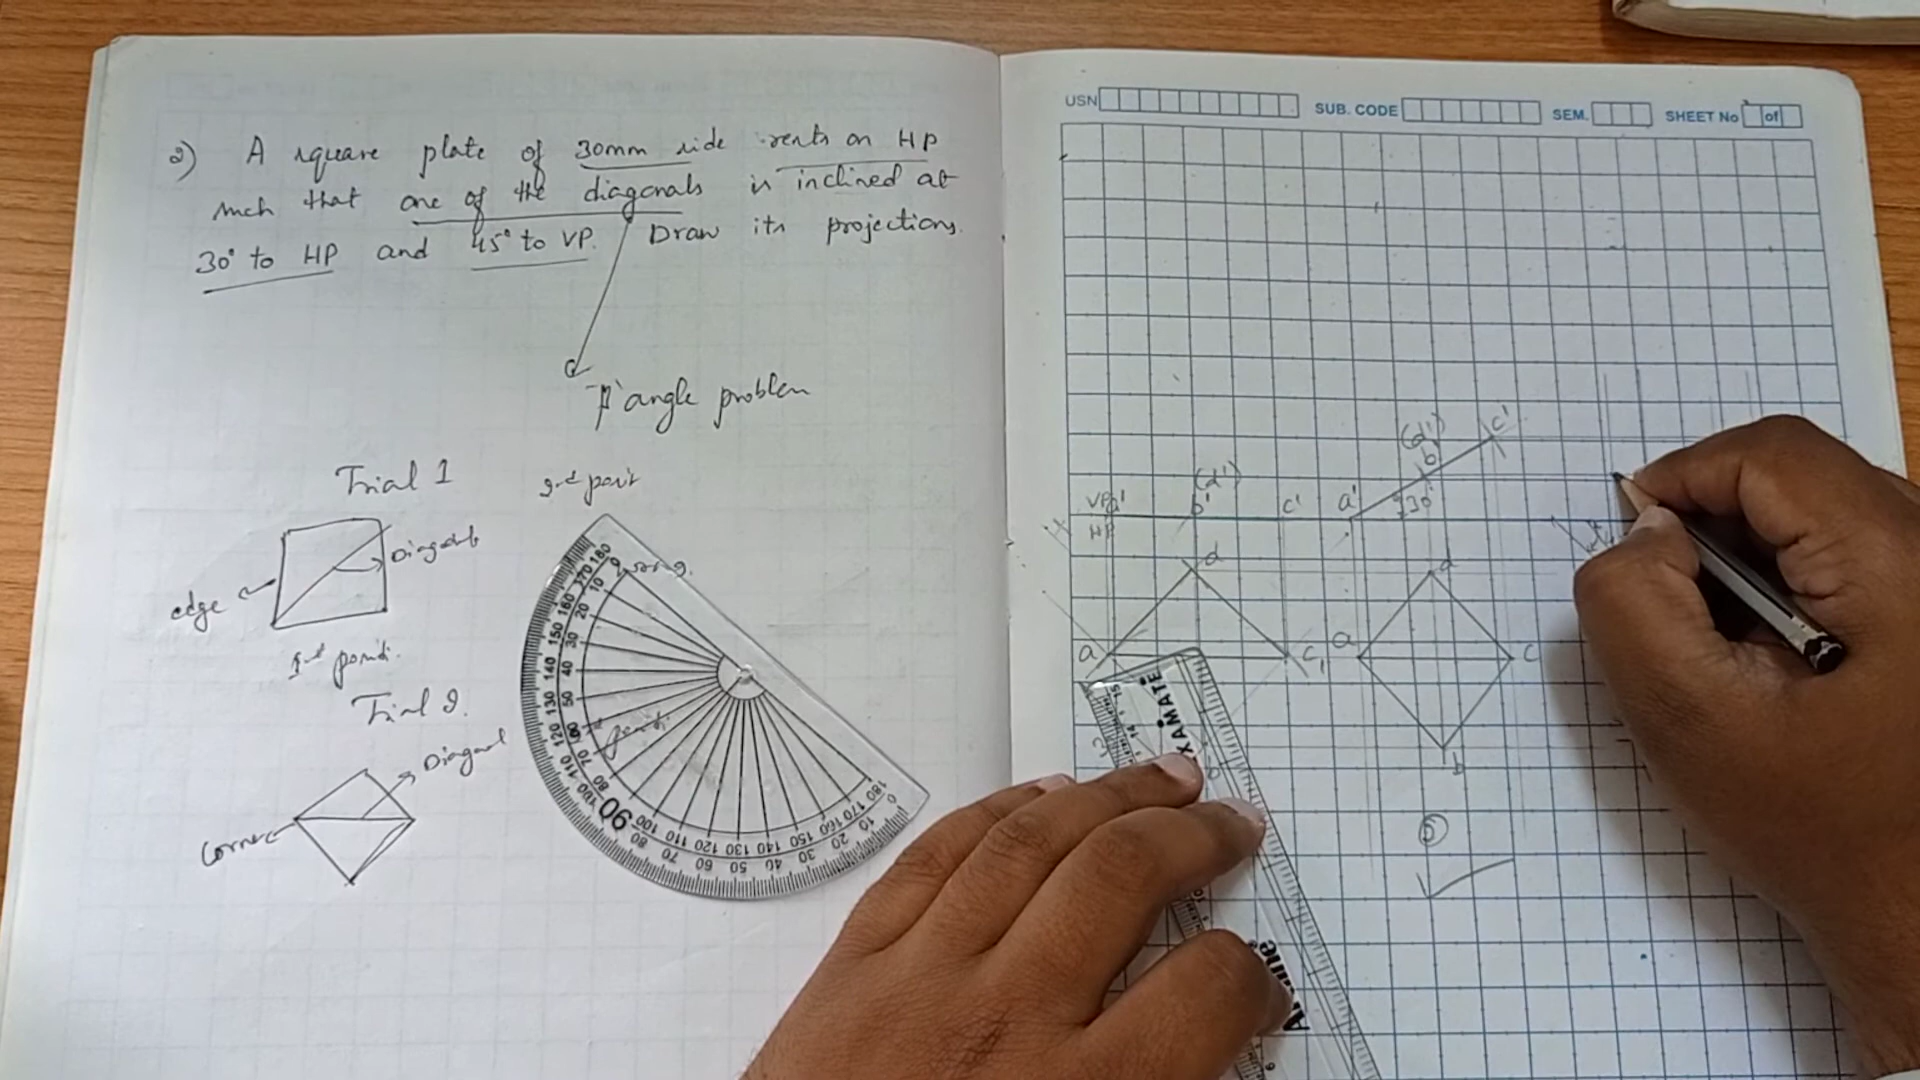 2) A square plate of 30mm side rests on HP
such that one of the diagonals is inclined at
30° to HP and 45° to VP. Draw its projections.
β angle problem
Trial 1
edge
Diagonal
Trial 2
Corner
Diagonal
USN SUB. CODE SEM. SHEET No of
(d')
c'
b'
a' 30°
(d')
VP a' b' c'
HP
d d
a c a c
b b
5